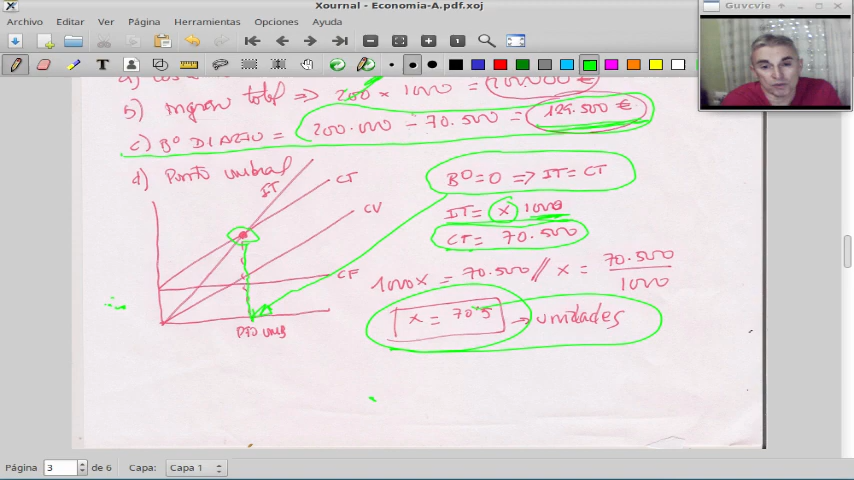 Xournal - Economia-A.pdf.xoj
Guvcvie
Archivo Editar Ver Página Herramientas Opciones Ayuda
b) Ingreso total => 200 x 1000 = 200.000 €
c) Bº DIARIO = 200.000 - 70.500 = 129.500 €
d) Punto umbral
IT
CT
CV
CF
Bº=0 => IT = CT
IT = x 1000
CT = 70.500
1000x = 70.500 // x = 70.500
1000
x = 70'5 → unidades
Página 3 de 6 Capa: Capa 1